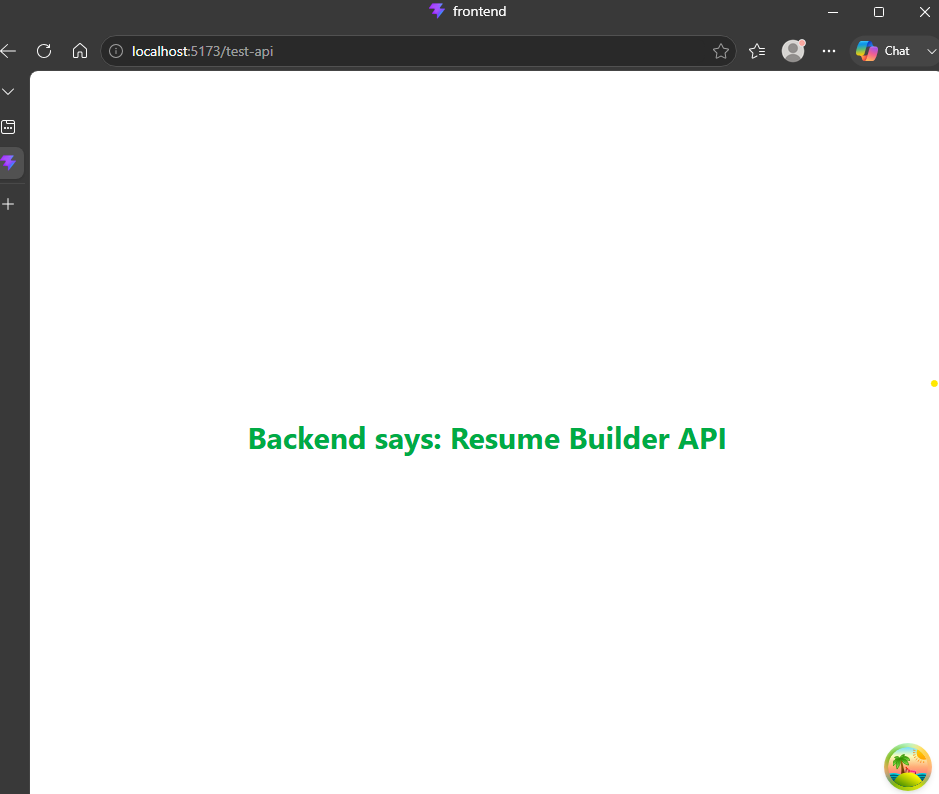 frontend
localhost:5173/test-api
Chat
Backend says: Resume Builder API